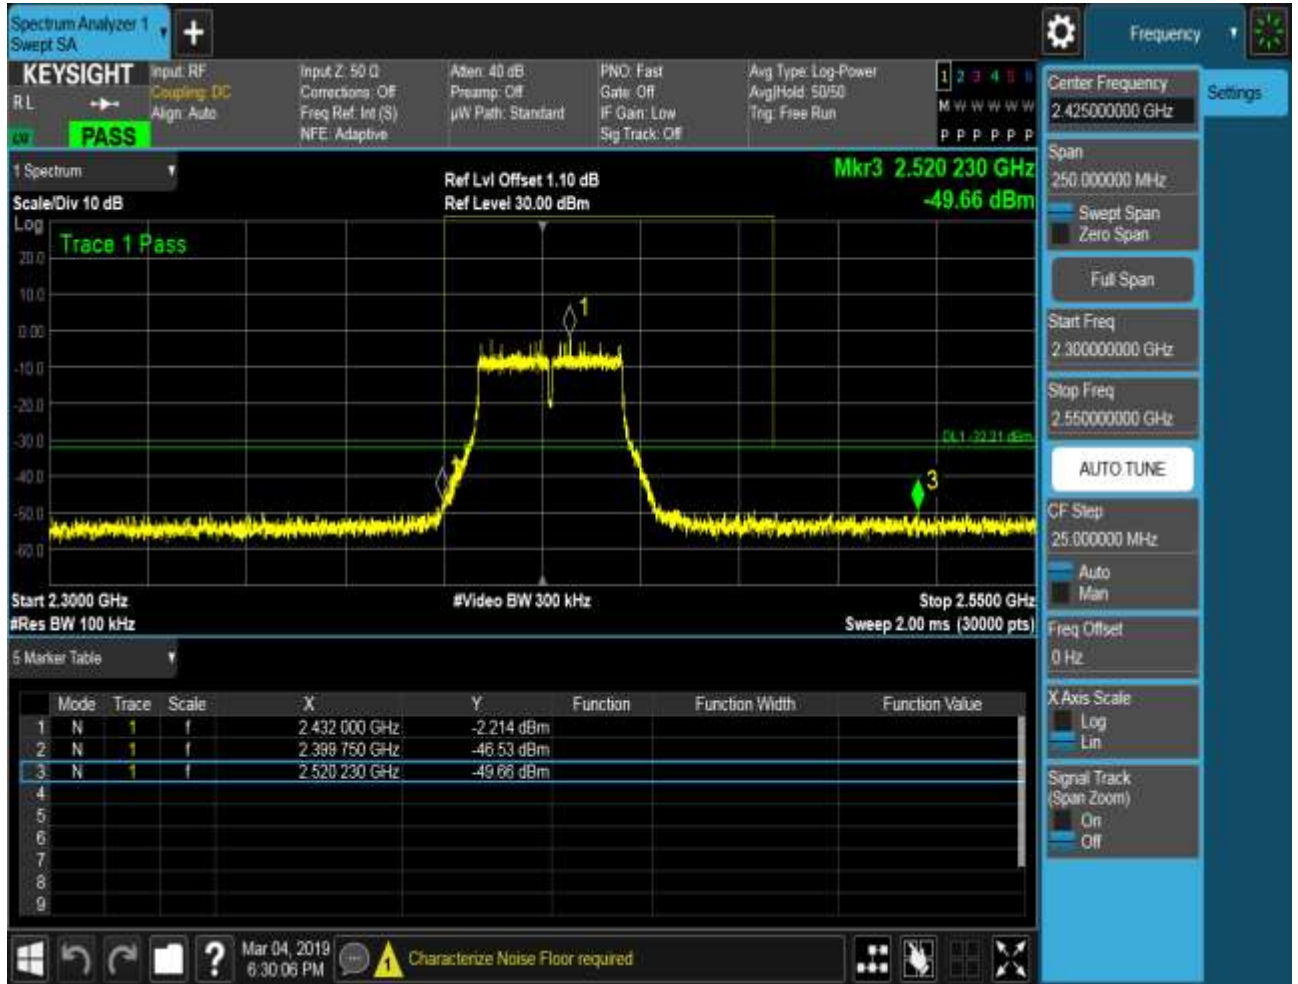 Spectrum Analyzer 1
Swept SA
Frequency
KEYSIGHT
R L
PASS
Input: RF
Coupling: DC
Align: Auto
Input Z: 50 Ω
Corrections: Off
Freq Ref: Int (S)
NFE: Adaptive
Atten: 40 dB
Preamp: Off
µW Path: Standard
PNO: Fast
Gate: Off
IF Gain: Low
Sig Track: Off
Avg Type: Log-Power
Avg|Hold: 50/50
Trig: Free Run
1 2 3 4 5 6
M W W W W W
P P P P P P
1 Spectrum
Scale/Div 10 dB
Ref Lvl Offset 1.10 dB
Ref Level 30.00 dBm
Mkr3 2.520 230 GHz
-49.66 dBm
Log
Trace 1 Pass
20.0
10.0
0.00
-10.0
-20.0
-30.0
-40.0
-50.0
-60.0
1
3
DL1 -32.21 dBm
Start 2.3000 GHz
#Video BW 300 kHz
Stop 2.5500 GHz
#Res BW 100 kHz
Sweep 2.00 ms (30000 pts)
5 Marker Table
Mode Trace Scale X Y Function Function Width Function Value
1 N 1 f 2.432 000 GHz -2.214 dBm
2 N 1 f 2.399 750 GHz -46.53 dBm
3 N 1 f 2.520 230 GHz -49.66 dBm
4
5
6
7
8
9
Mar 04, 2019
6:30:06 PM
1
Characterize Noise Floor required
Center Frequency
2.425000000 GHz
Settings
Span
250.000000 MHz
Swept Span
Zero Span
Full Span
Start Freq
2.300000000 GHz
Stop Freq
2.550000000 GHz
AUTO TUNE
CF Step
25.000000 MHz
Auto
Man
Freq Offset
0 Hz
X Axis Scale
Log
Lin
Signal Track
(Span Zoom)
On
Off